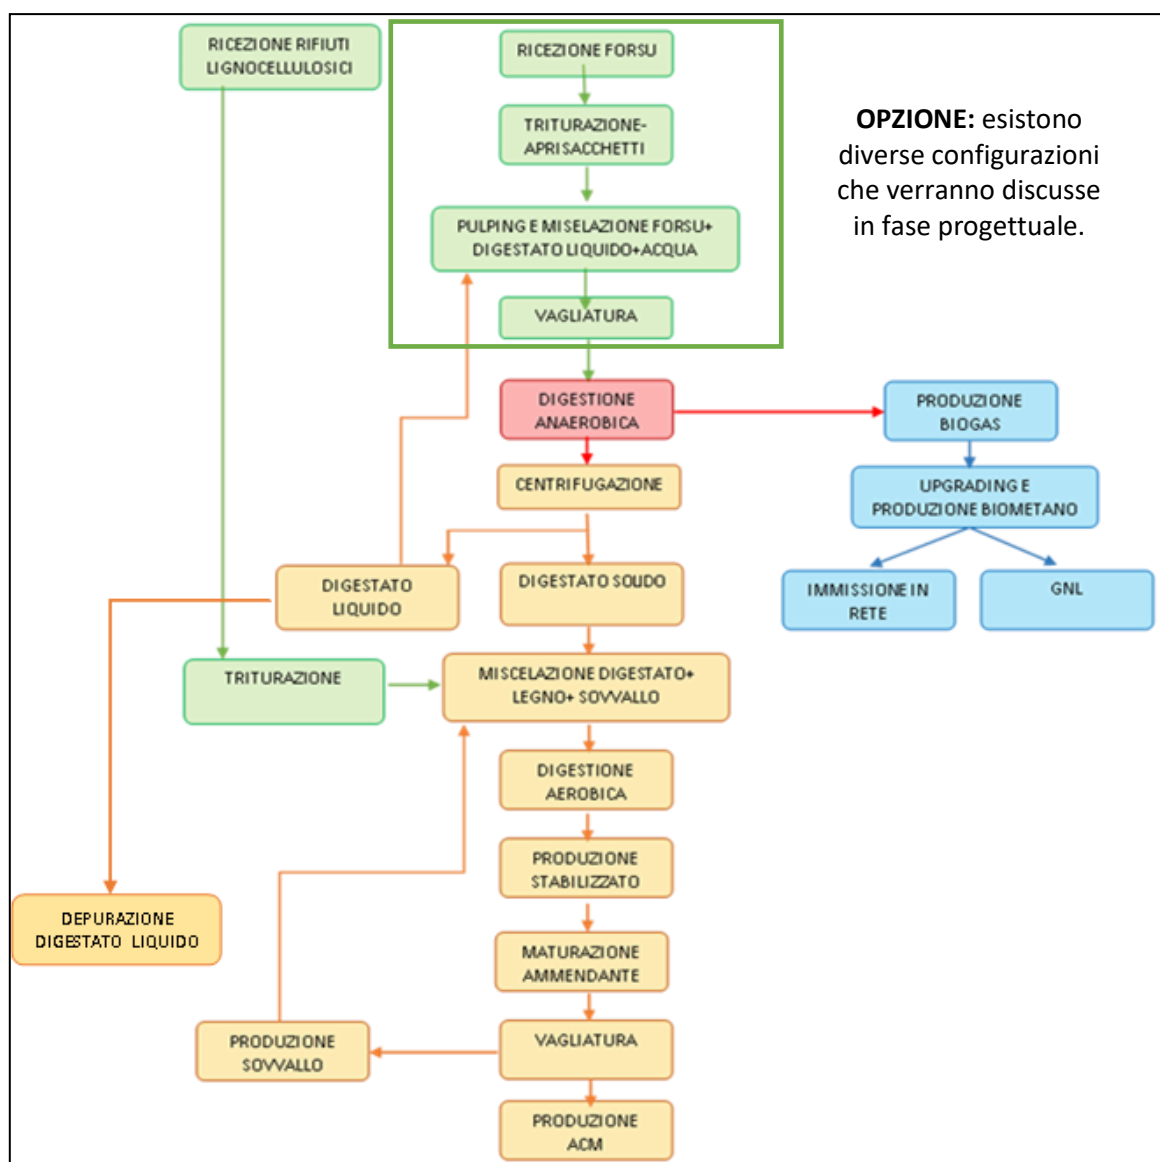 RICEZIONE RIFIUTI
LIGNOCELLULOSICI
RICEZIONE FORSU
TRITURAZIONE-
APRISACCHETTI
PULPING E MISELAZIONE FORSU+
DIGESTATO LIQUIDO+ACQUA
VAGLIATURA
OPZIONE: esistono
diverse configurazioni
che verranno discusse
in fase progettuale.
DIGESTIONE
ANAEROBICA
PRODUZIONE
BIOGAS
CENTRIFUGAZIONE
UPGRADING E
PRODUZIONE BIOMETANO
DIGESTATO
LIQUIDO
DIGESTATO SOLIDO
IMMISSIONE IN
RETE
GNL
TRITURAZIONE
MISCELAZIONE DIGESTATO+
LEGNO+ SOVVALLO
DIGESTIONE
AEROBICA
PRODUZIONE
STABILIZZATO
DEPURAZIONE
DIGESTATO LIQUIDO
MATURAZIONE
AMMENDANTE
PRODUZIONE
SOVVALLO
VAGLIATURA
PRODUZIONE
ACM